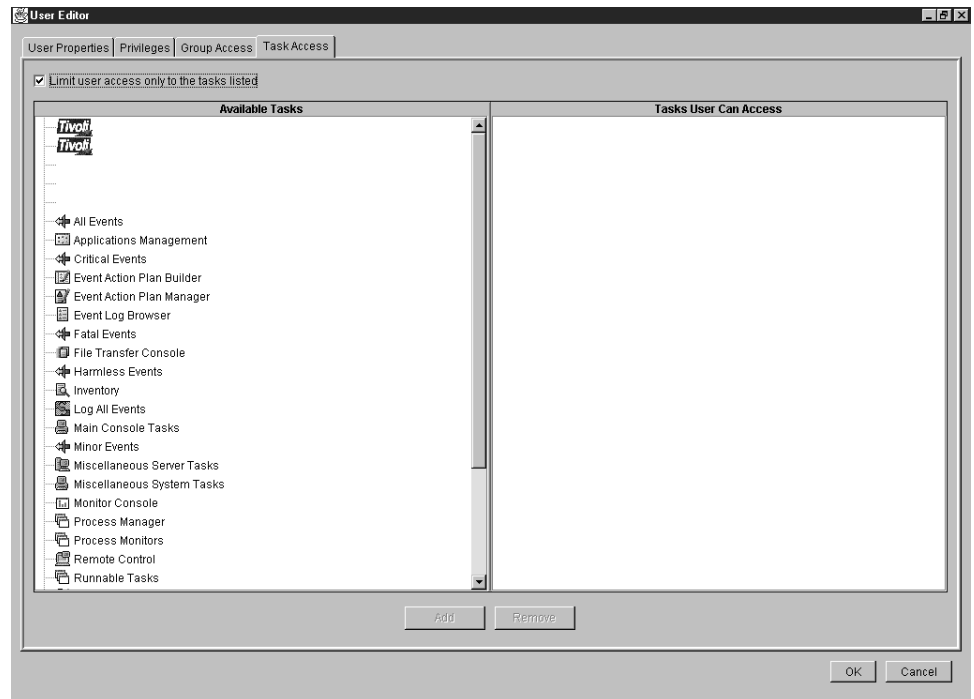 User Editor
User Properties Privileges Group Access Task Access
Limit user access only to the tasks listed
Available Tasks Tasks User Can Access
Tivoli
Tivoli
All Events
Applications Management
Critical Events
Event Action Plan Builder
Event Action Plan Manager
Event Log Browser
Fatal Events
File Transfer Console
Harmless Events
Inventory
Log All Events
Main Console Tasks
Minor Events
Miscellaneous Server Tasks
Miscellaneous System Tasks
Monitor Console
Process Manager
Process Monitors
Remote Control
Runnable Tasks
Add Remove
OK Cancel